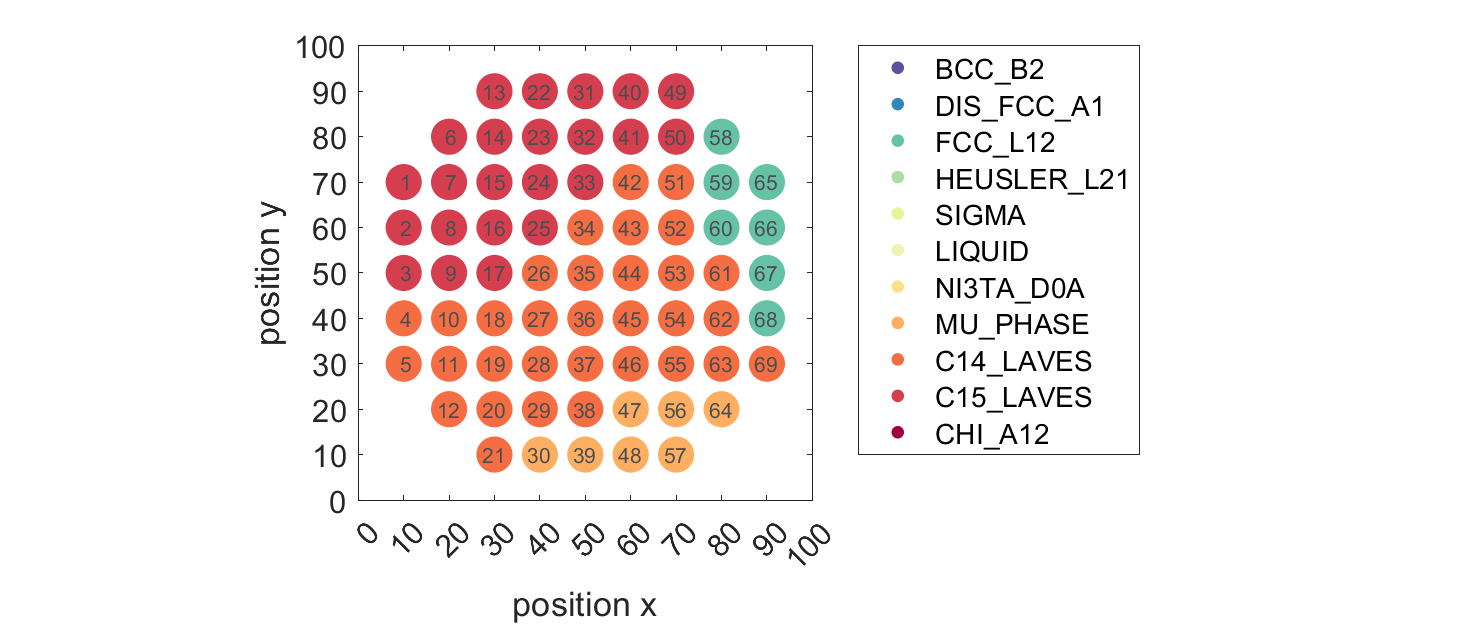 100
90
80
70
60
50
40
30
20
10
0
position y
13 22 31 40 49
6 14 23 32 41 50 58
1 7 15 24 33 42 51 59 65
2 8 16 25 34 43 52 60 66
3 9 17 26 35 44 53 61 67
4 10 18 27 36 45 54 62 68
5 11 19 28 37 46 55 63 69
12 20 29 38 47 56 64
21 30 39 48 57
0 10 20 30 40 50 60 70 80 90 100
position x
BCC_B2
DIS_FCC_A1
FCC_L12
HEUSLER_L21
SIGMA
LIQUID
NI3TA_D0A
MU_PHASE
C14_LAVES
C15_LAVES
CHI_A12